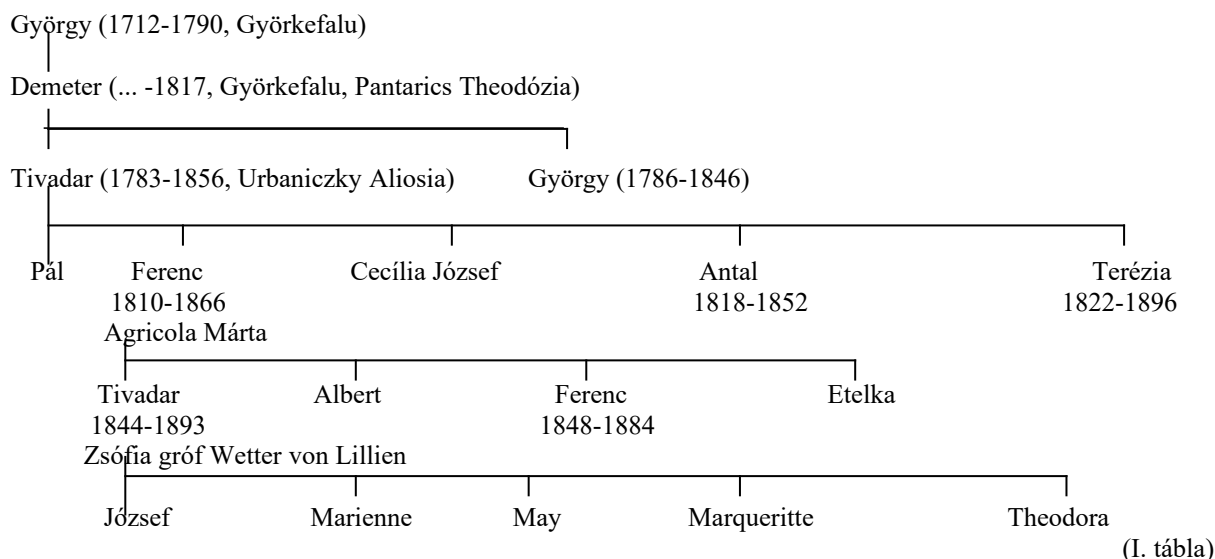 György (1712-1790, Györkefalu)
Demeter (... -1817, Györkefalu, Pantarics Theodózia)
Tivadar (1783-1856, Urbaniczky Aliosia) György (1786-1846)
Pál Ferenc Cecília József Antal Terézia
1810-1866 1818-1852 1822-1896
Agricola Márta
Tivadar Albert Ferenc Etelka
1844-1893 1848-1884
Zsófia gróf Wetter von Lillien
József Marienne May Marqueritte Theodora
(I. tábla)